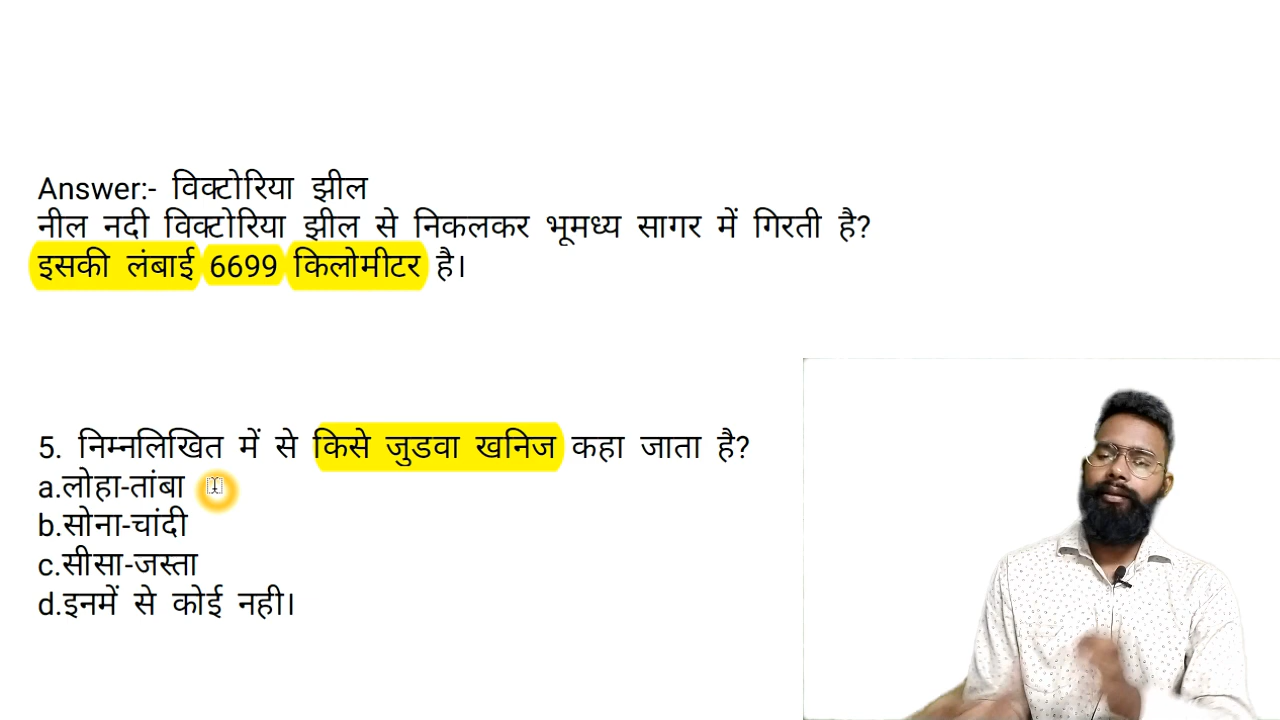 Answer:- विक्टोरिया झील
नील नदी विक्टोरिया झील से निकलकर भूमध्य सागर में गिरती है?
इसकी लंबाई 6699 किलोमीटर है।
5. निम्नलिखित में से किसे जुडवा खनिज कहा जाता है?
a.लोहा-तांबा
b.सोना-चांदी
c.सीसा-जस्ता
d.इनमें से कोई नही।